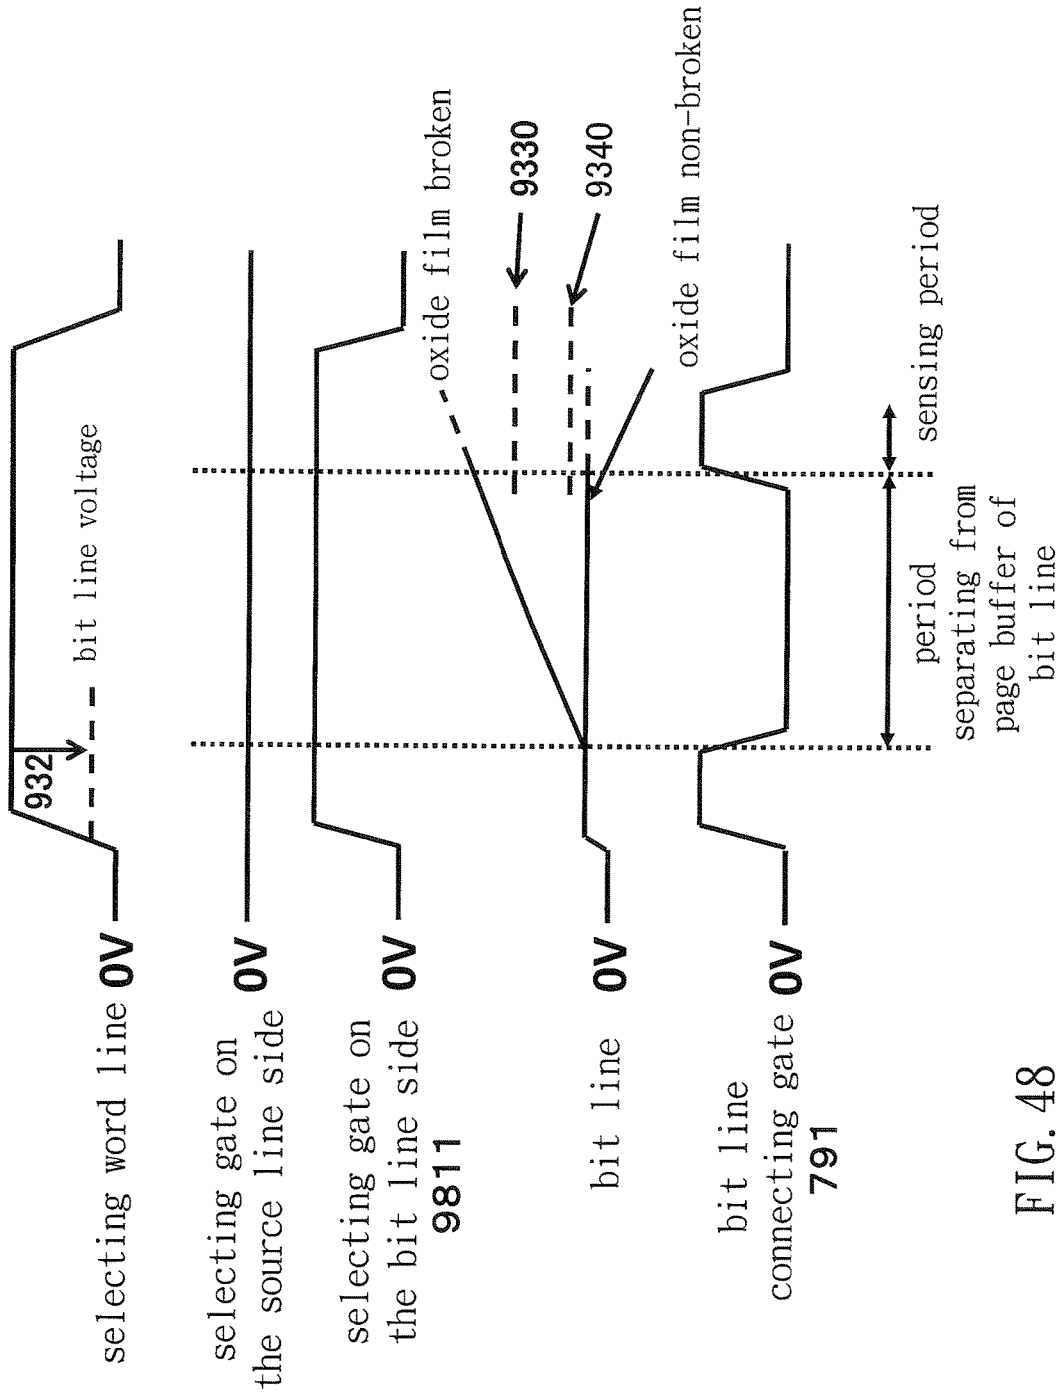 selecting word line 0V
932
bit line voltage
selecting gate on
the source line side
0V
selecting gate on
the bit line side
9811
0V
oxide film broken
9330
9340
bit line
0V
oxide film non-broken
bit line
connecting gate
791
0V
period
separating from
page buffer of
bit line
sensing period
FIG. 48